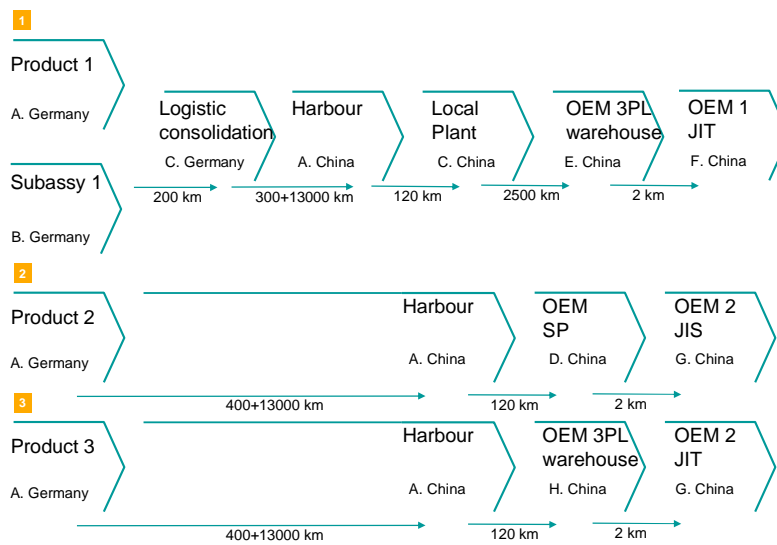 1
Product 1
A. Germany
Subassy 1
B. Germany
Logistic
consolidation
C. Germany
Harbour
A. China
Local
Plant
C. China
OEM 3PL
warehouse
E. China
OEM 1
JIT
F. China
200 km
300+13000 km
120 km
2500 km
2 km
2
Product 2
A. Germany
Harbour
A. China
OEM
SP
D. China
OEM 2
JIS
G. China
400+13000 km
120 km
2 km
3
Product 3
A. Germany
Harbour
A. China
OEM 3PL
warehouse
H. China
OEM 2
JIT
G. China
400+13000 km
120 km
2 km